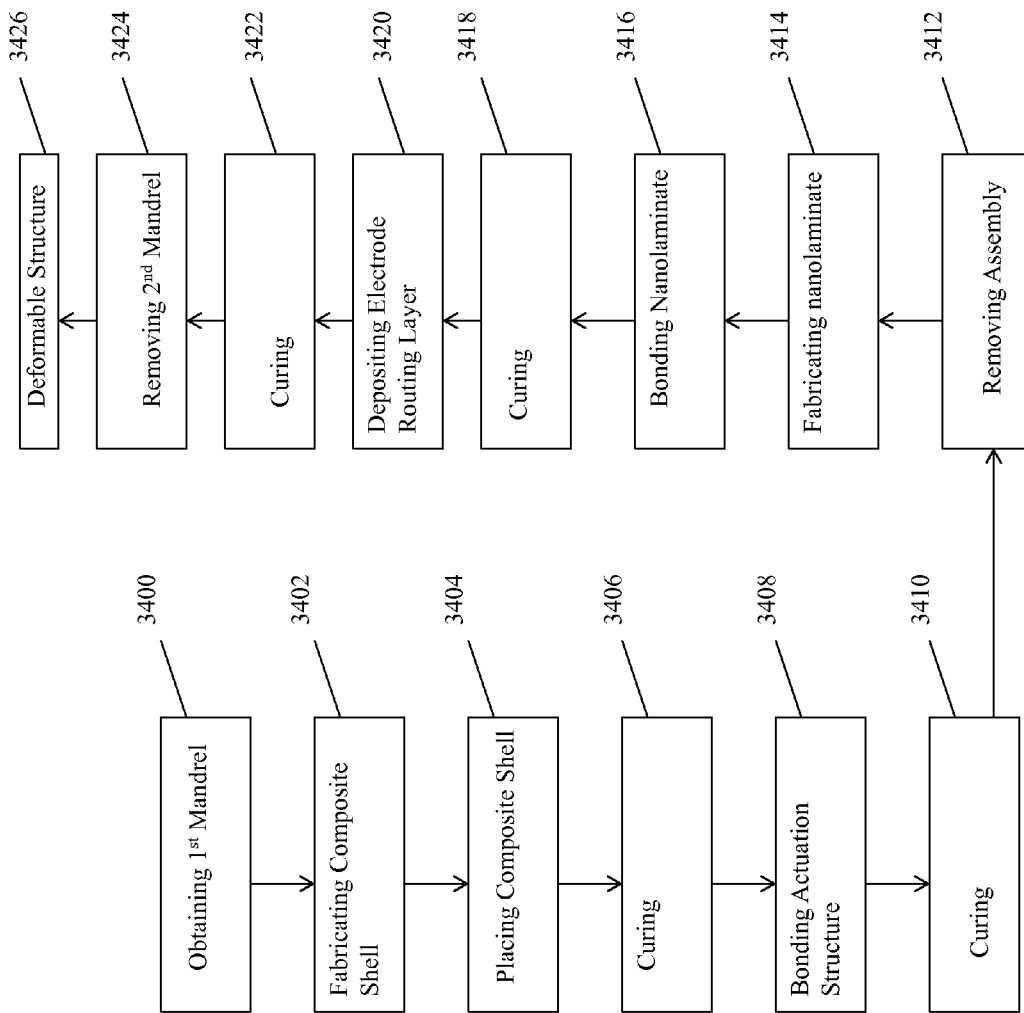 3400
Obtaining 1st Mandrel
3402
Fabricating Composite
Shell
3404
Placing Composite Shell
3406
Curing
3408
Bonding Actuation
Structure
3410
Curing
3412
Removing Assembly
3414
Fabricating nanolaminate
3416
Bonding Nanolaminate
3418
Curing
3420
Depositing Electrode
Routing Layer
3422
Curing
3424
Removing 2nd Mandrel
3426
Deformable Structure